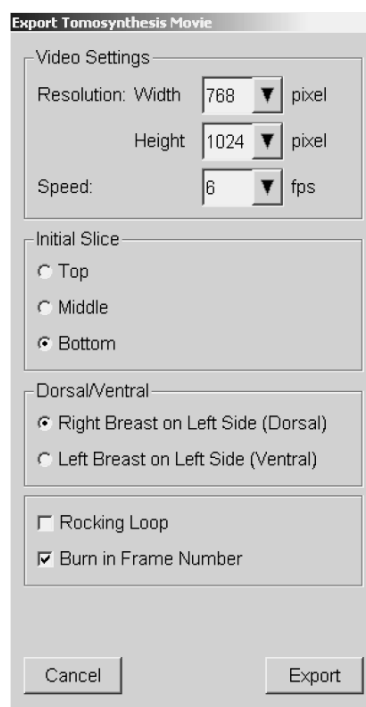 Export Tomosynthesis Movie
Video Settings
Resolution: Width 768 pixel
Height 1024 pixel
Speed: 6 fps
Initial Slice
Top
Middle
Bottom
Dorsal/Ventral
Right Breast on Left Side (Dorsal)
Left Breast on Left Side (Ventral)
Rocking Loop
Burn in Frame Number
Cancel Export